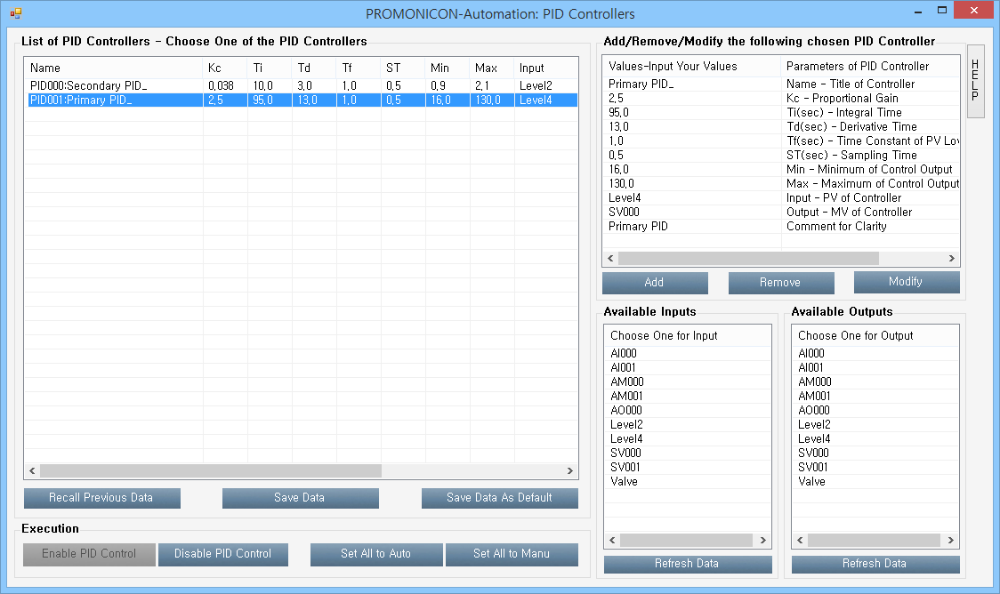 PROMONICON-Automation: PID Controllers
List of PID Controllers - Choose One of the PID Controllers
Name Kc Ti Td Tf ST Min Max Input
PID000:Secondary PID_ 0,038 10,0 3,0 1,0 0,5 0,9 2,1 Level2
PID001:Primary PID_ 2,5 95,0 13,0 1,0 0,5 16,0 130,0 Level4
Recall Previous Data Save Data Save Data As Default
Execution
Enable PID Control Disable PID Control Set All to Auto Set All to Manu
Add/Remove/Modify the following chosen PID Controller
Values-Input Your Values Parameters of PID Controller
Primary PID_ Name - Title of Controller
2,5 Kc - Proportional Gain
95,0 Ti(sec) - Integral Time
13,0 Td(sec) - Derivative Time
1,0 Tf(sec) - Time Constant of PV Lov
0,5 ST(sec) - Sampling Time
16,0 Min - Minimum of Control Output
130,0 Max - Maximum of Control Output
Level4 Input - PV of Controller
SV000 Output - MV of Controller
Primary PID Comment for Clarity
Add Remove Modify
HELP
Available Inputs
Choose One for Input
AI000
AI001
AM000
AM001
AO000
Level2
Level4
SV000
SV001
Valve
Refresh Data
Available Outputs
Choose One for Output
AI000
AI001
AM000
AM001
AO000
Level2
Level4
SV000
SV001
Valve
Refresh Data